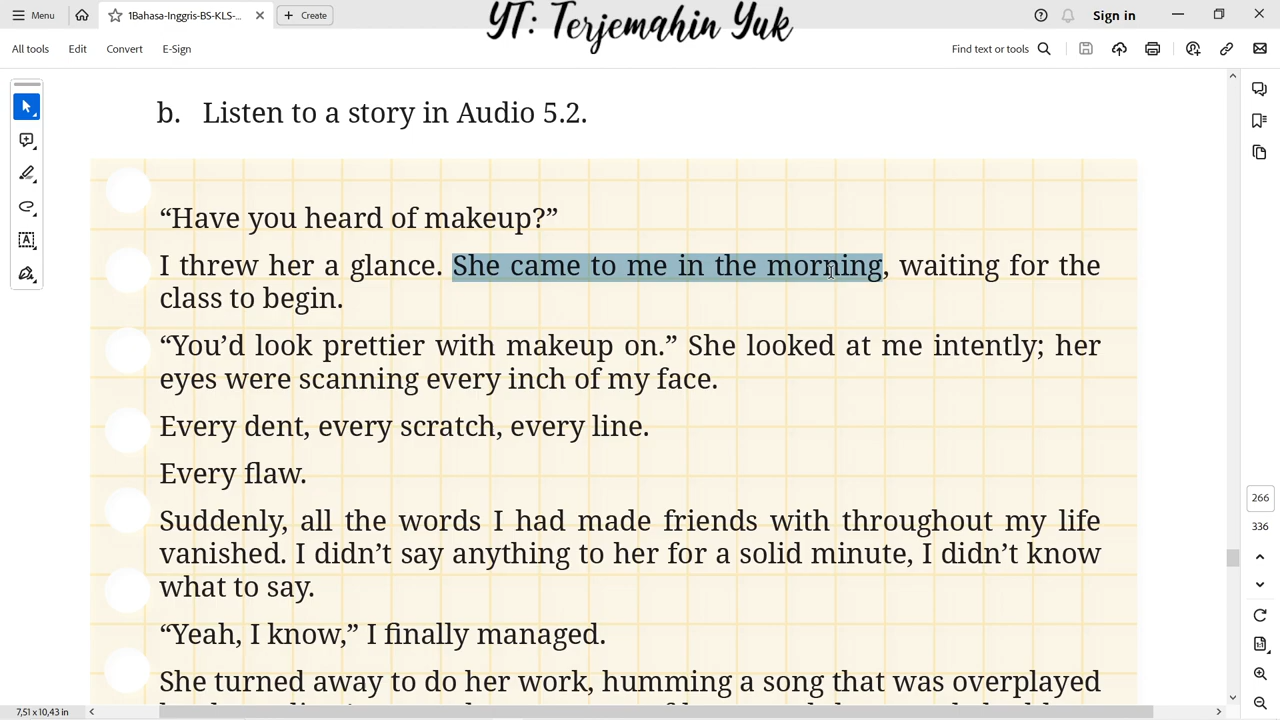 Menu
1Bahasa-Inggris-BS-KLS-...
Create
YT: Terjemahin Yuk
Sign in
All tools
Edit
Convert
E-Sign
Find text or tools
b. Listen to a story in Audio 5.2.
“Have you heard of makeup?”
I threw her a glance. She came to me in the morning, waiting for the
class to begin.
“You’d look prettier with makeup on.” She looked at me intently; her
eyes were scanning every inch of my face.
Every dent, every scratch, every line.
Every flaw.
Suddenly, all the words I had made friends with throughout my life
vanished. I didn’t say anything to her for a solid minute, I didn’t know
what to say.
“Yeah, I know,” I finally managed.
She turned away to do her work, humming a song that was overplayed
266
336
7,51 x 10,43 in